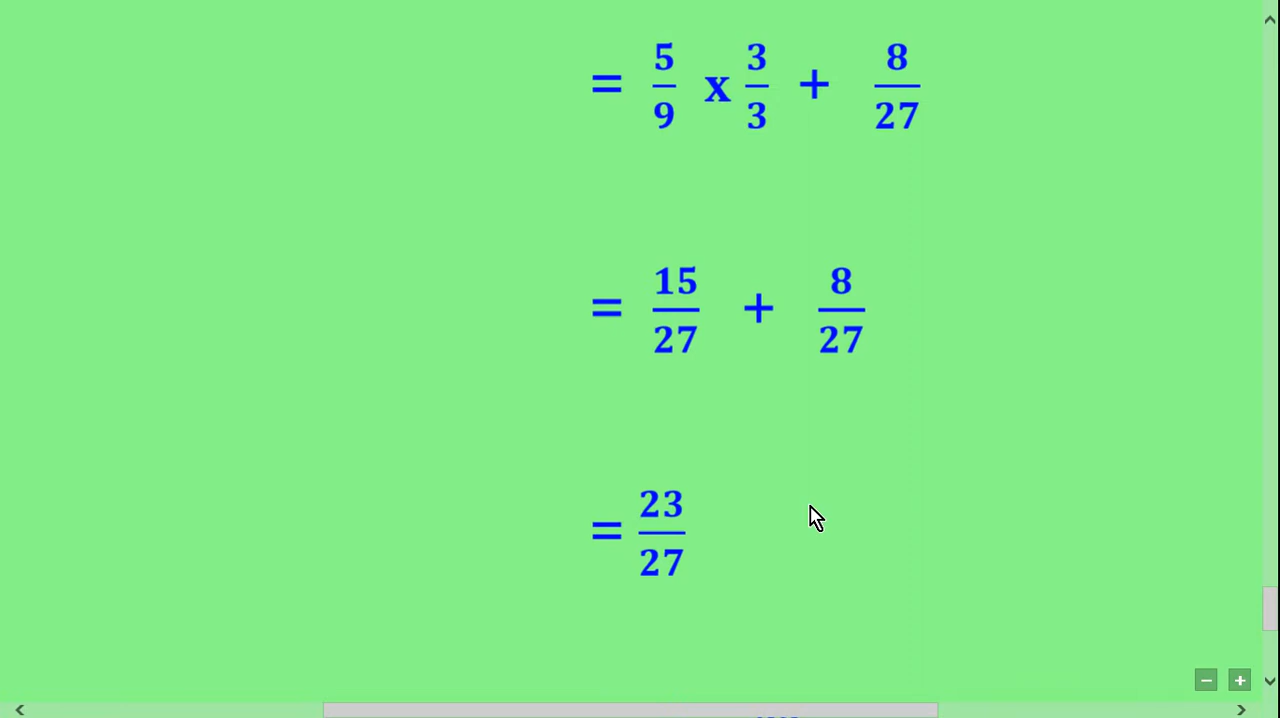 = 5/9 x 3/3 + 8/27
= 15/27 + 8/27
= 23/27